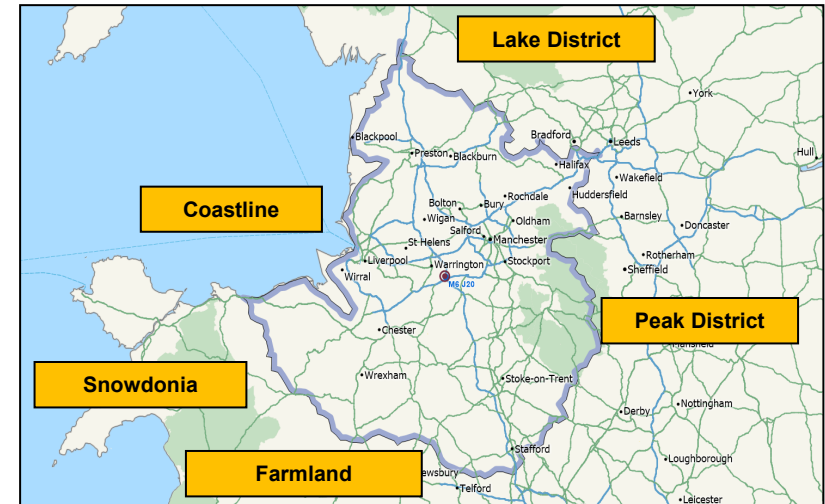 Lake District
York
Blackpool
Bradford
Leeds
Preston
Blackburn
Hull
Halifax
Wakefield
Huddersfield
Coastline
Bolton
Bury
Rochdale
Wigan
Oldham
Barnsley
Doncaster
Salford
Manchester
St Helens
Liverpool
Warrington
Stockport
Rotherham
Sheffield
Wirral
M6 J20
Peak District
Chester
Mansfield
Snowdonia
Wrexham
Stoke-on-Trent
Derby
Nottingham
Stafford
Farmland
ewsbury
Loughborough
Telford
Leicester